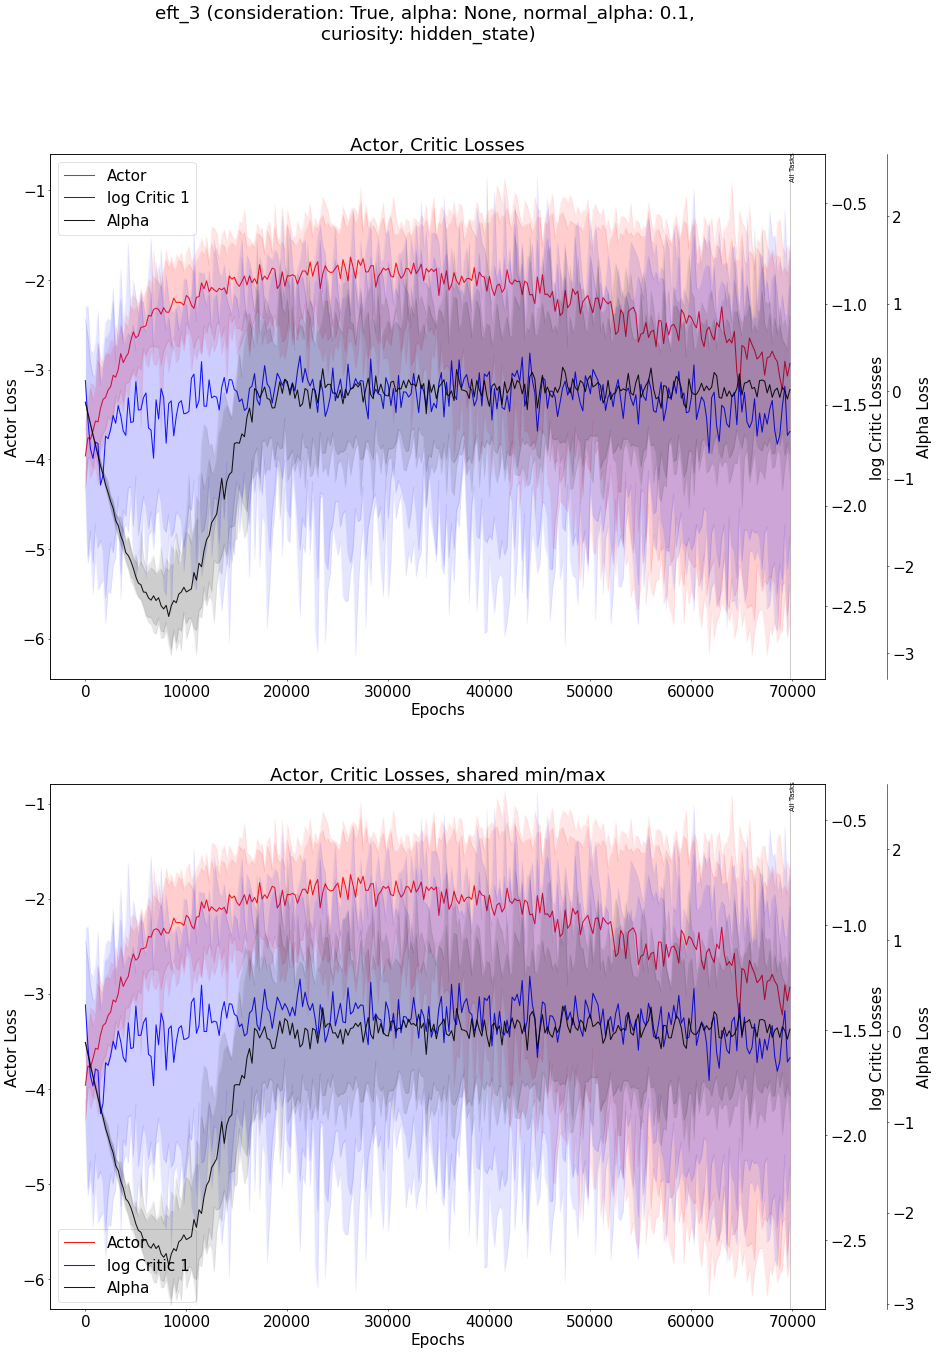 eft_3 (consideration: True, alpha: None, normal_alpha: 0.1,
curiosity: hidden_state)
Actor, Critic Losses
All Tasks
Actor
log Critic 1
Alpha
−1
−2
−3
−4
−5
−6
Actor Loss
−0.5
−1.0
−1.5
−2.0
−2.5
log Critic Losses
2
1
0
−1
−2
−3
Alpha Loss
0 10000 20000 30000 40000 50000 60000 70000
Epochs
Actor, Critic Losses, shared min/max
All Tasks
−1
−2
−3
−4
−5
−6
Actor Loss
Actor
log Critic 1
Alpha
−0.5
−1.0
−1.5
−2.0
−2.5
log Critic Losses
2
1
0
−1
−2
−3
Alpha Loss
0 10000 20000 30000 40000 50000 60000 70000
Epochs